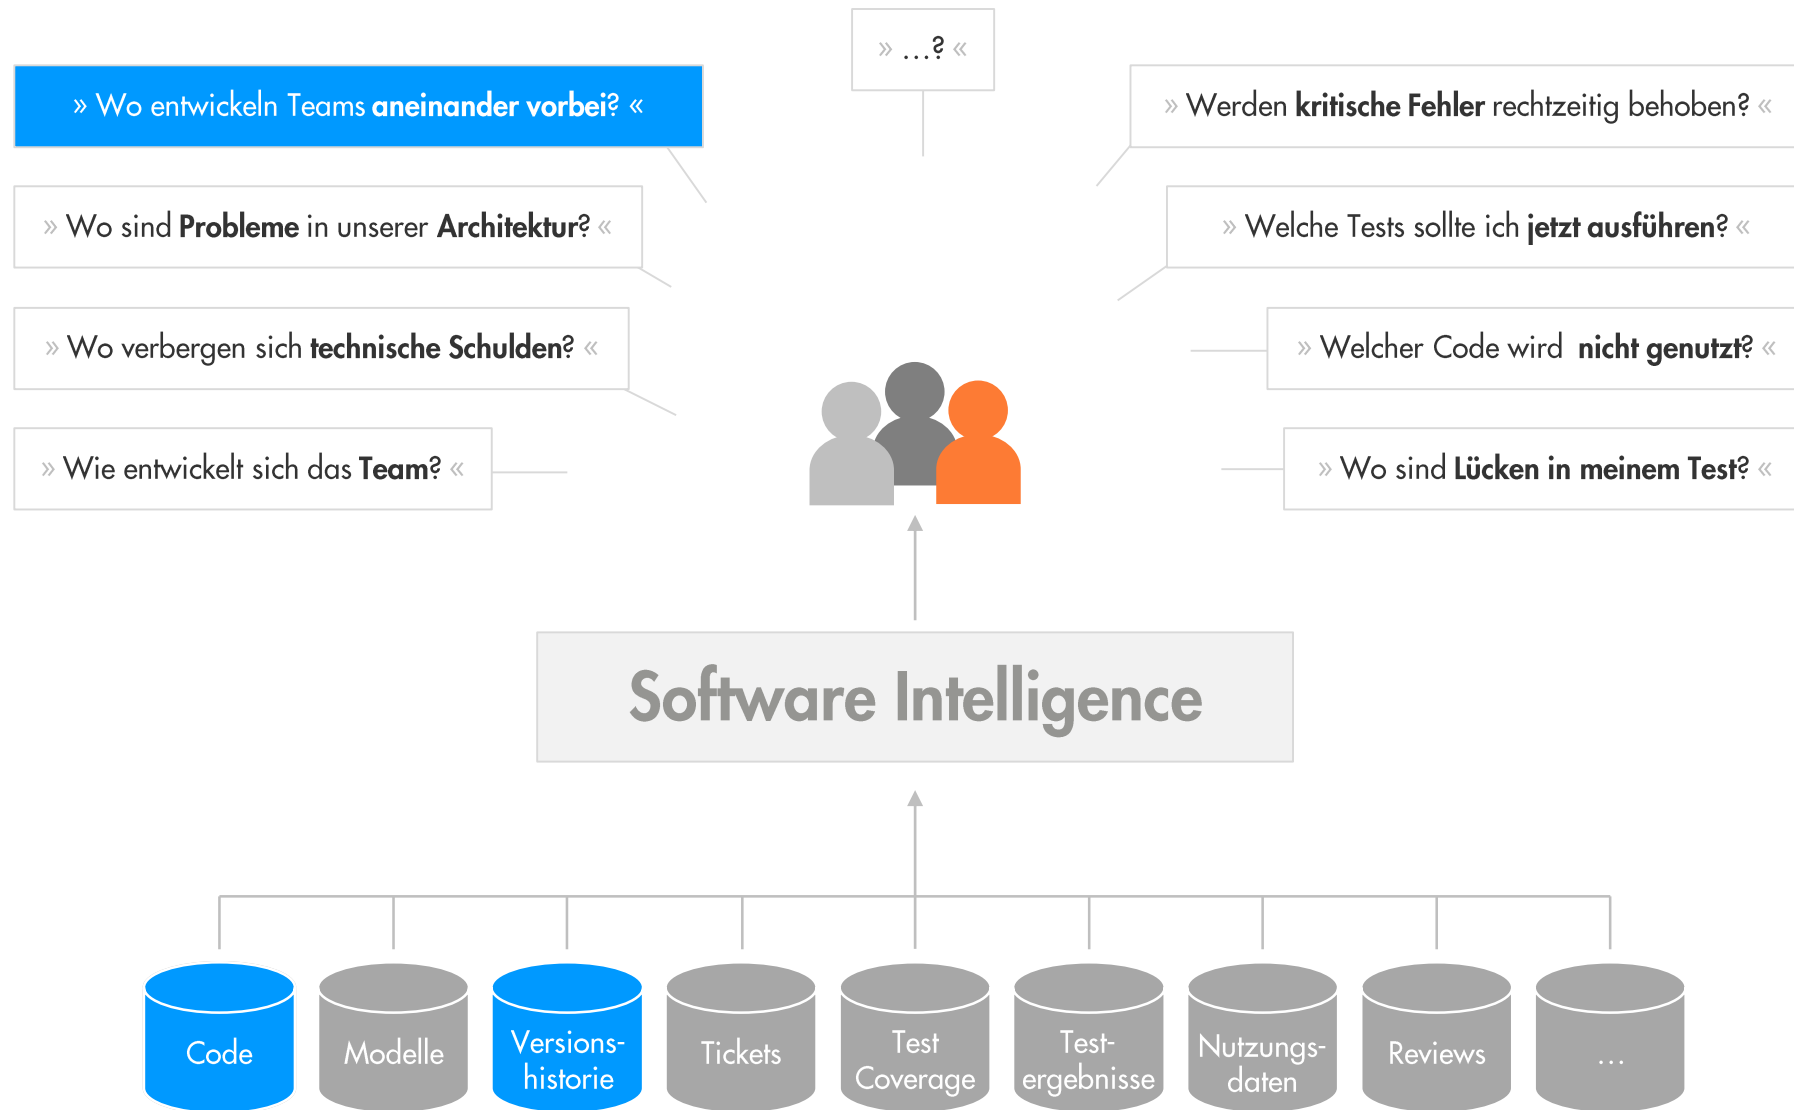 » …? «
» Wo entwickeln Teams aneinander vorbei? «
» Werden kritische Fehler rechtzeitig behoben? «
» Wo sind Probleme in unserer Architektur? «
» Welche Tests sollte ich jetzt ausführen? «
» Wo verbergen sich technische Schulden? «
» Welcher Code wird nicht genutzt? «
» Wie entwickelt sich das Team? «
» Wo sind Lücken in meinem Test? «
Software Intelligence
Code
Modelle
Versions-
historie
Tickets
Test
Coverage
Test-
ergebnisse
Nutzungs-
daten
Reviews
…